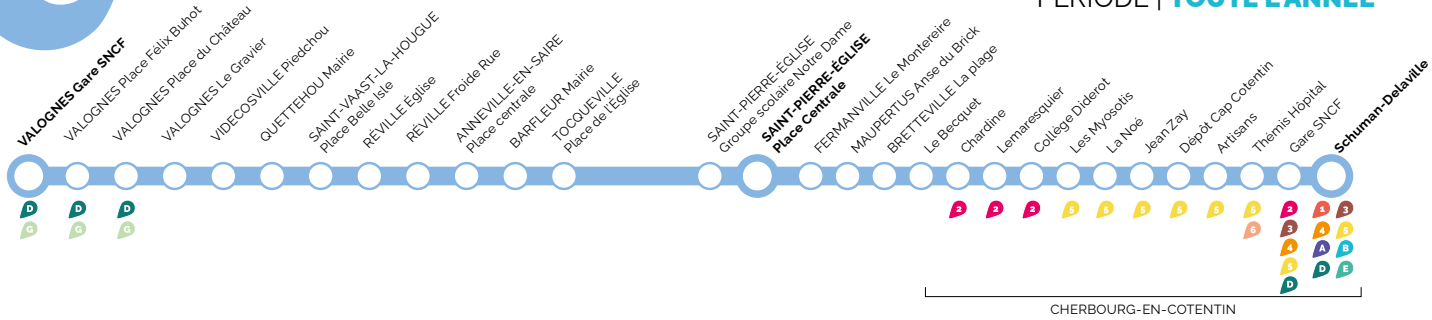 PÉRIODE | TOUTE L'ANNÉE
VALOGNES Gare SNCF
VALOGNES Place Félix Buhot
VALOGNES Place du Château
VALOGNES Le Gravier
VIDECOSVILLE Piedchou
QUETTEHOU Mairie
SAINT-VAAST-LA-HOUGUE
Place Belle Isle
RÉVILLE Église
RÉVILLE Froide Rue
ANNEVILLE-EN-SAIRE
Place centrale
BARFLEUR Mairie
TOCQUEVILLE
Place de l'Église
SAINT-PIERRE-ÉGLISE
Groupe scolaire Notre Dame
SAINT-PIERRE-ÉGLISE
Place Centrale
FERMANVILLE Le Montereire
MAUPERTUS Anse du Brick
BRETTEVILLE La plage
Le Becquet
Chardine
Lemaresquier
Collège Diderot
Les Myosotis
La Noé
Jean Zay
Dépôt Cap Cotentin
Artisans
Thémis Hôpital
Gare SNCF
Schuman-Delaville
D D D 2 2 2 5 5 5 5 5 5 2 1 3
G G G 6 3 4 5
4 A B
5 D E
D
CHERBOURG-EN-COTENTIN